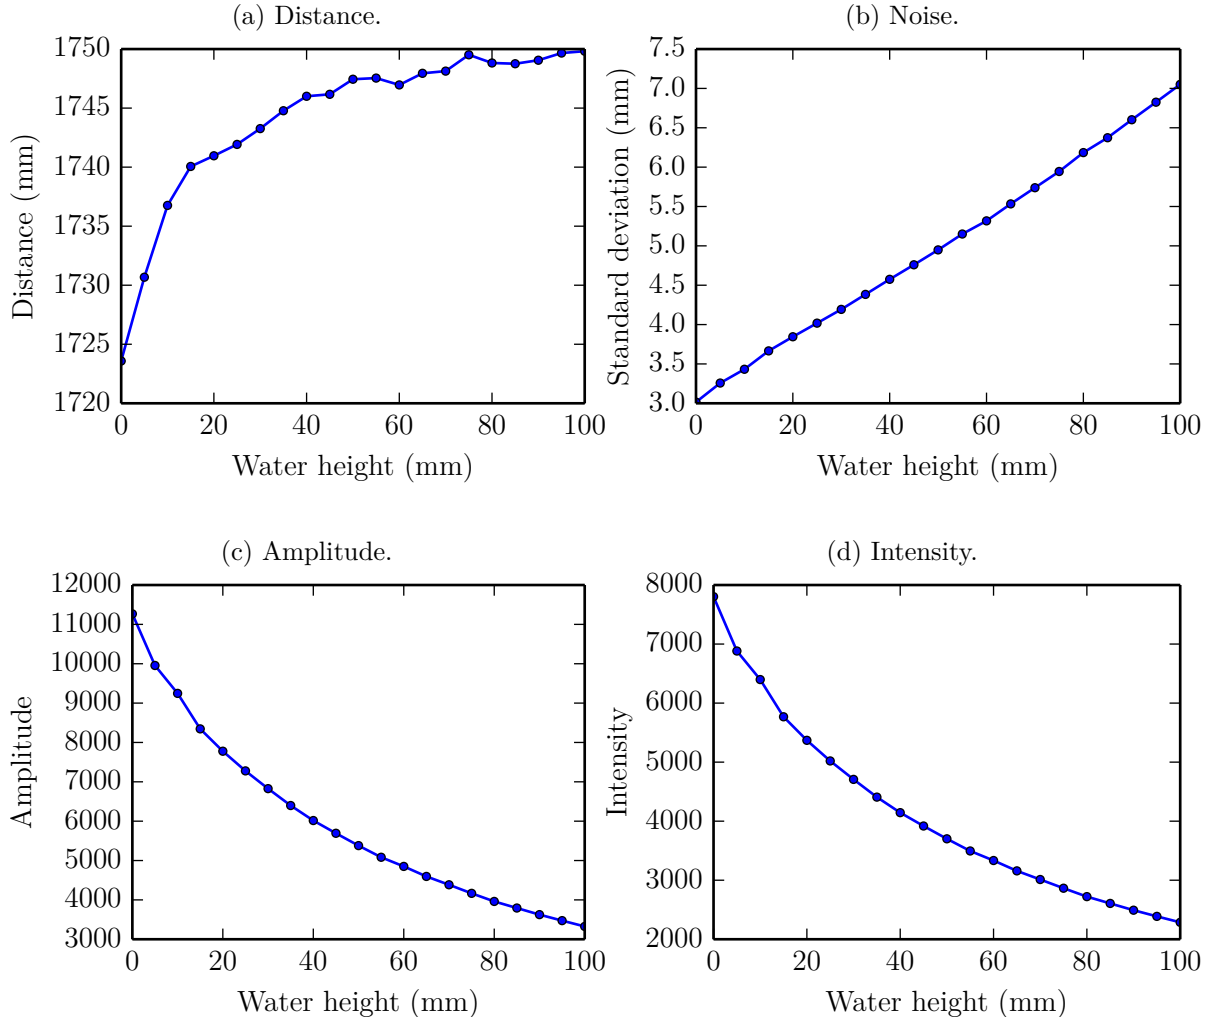 (a) Distance.
1750
1745
1740
1735
1730
1725
1720
Distance (mm)
0 20 40 60 80 100
Water height (mm)
(b) Noise.
7.5
7.0
6.5
6.0
5.5
5.0
4.5
4.0
3.5
3.0
Standard deviation (mm)
0 20 40 60 80 100
Water height (mm)
(c) Amplitude.
12000
11000
10000
9000
8000
7000
6000
5000
4000
3000
Amplitude
0 20 40 60 80 100
Water height (mm)
(d) Intensity.
8000
7000
6000
5000
4000
3000
2000
Intensity
0 20 40 60 80 100
Water height (mm)